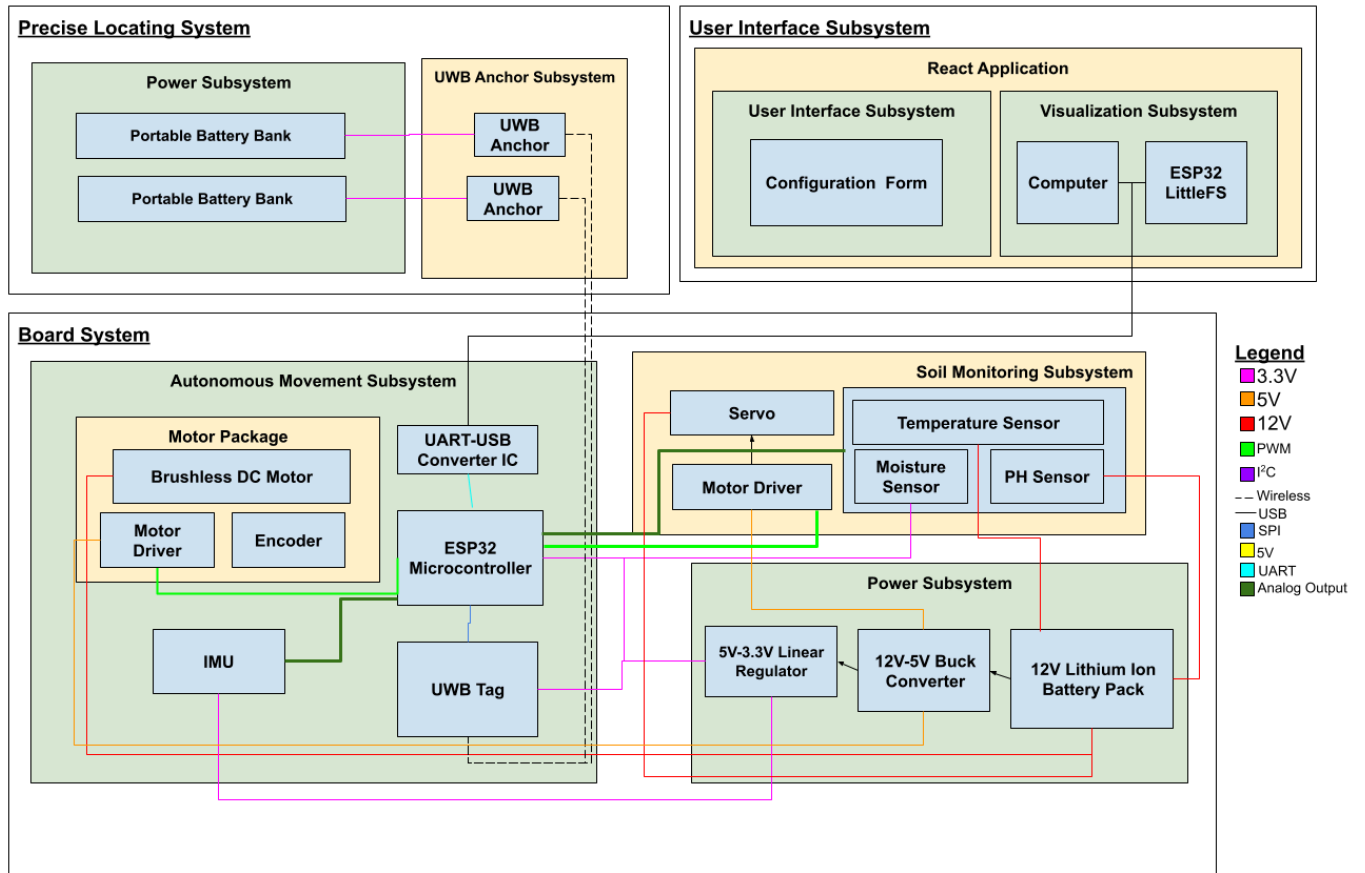 Precise Locating System
Power Subsystem
Portable Battery Bank
Portable Battery Bank
UWB Anchor Subsystem
UWB
Anchor
UWB
Anchor
User Interface Subsystem
React Application
User Interface Subsystem
Configuration Form
Visualization Subsystem
Computer
ESP32
LittleFS
Board System
Autonomous Movement Subsystem
Motor Package
Brushless DC Motor
Motor
Driver
Encoder
UART-USB
Converter IC
ESP32
Microcontroller
IMU
UWB Tag
Soil Monitoring Subsystem
Servo
Motor Driver
Temperature Sensor
Moisture
Sensor
PH Sensor
Power Subsystem
5V-3.3V Linear
Regulator
12V-5V Buck
Converter
12V Lithium Ion
Battery Pack
Legend
3.3V
5V
12V
PWM
I²C
Wireless
USB
SPI
5V
UART
Analog Output